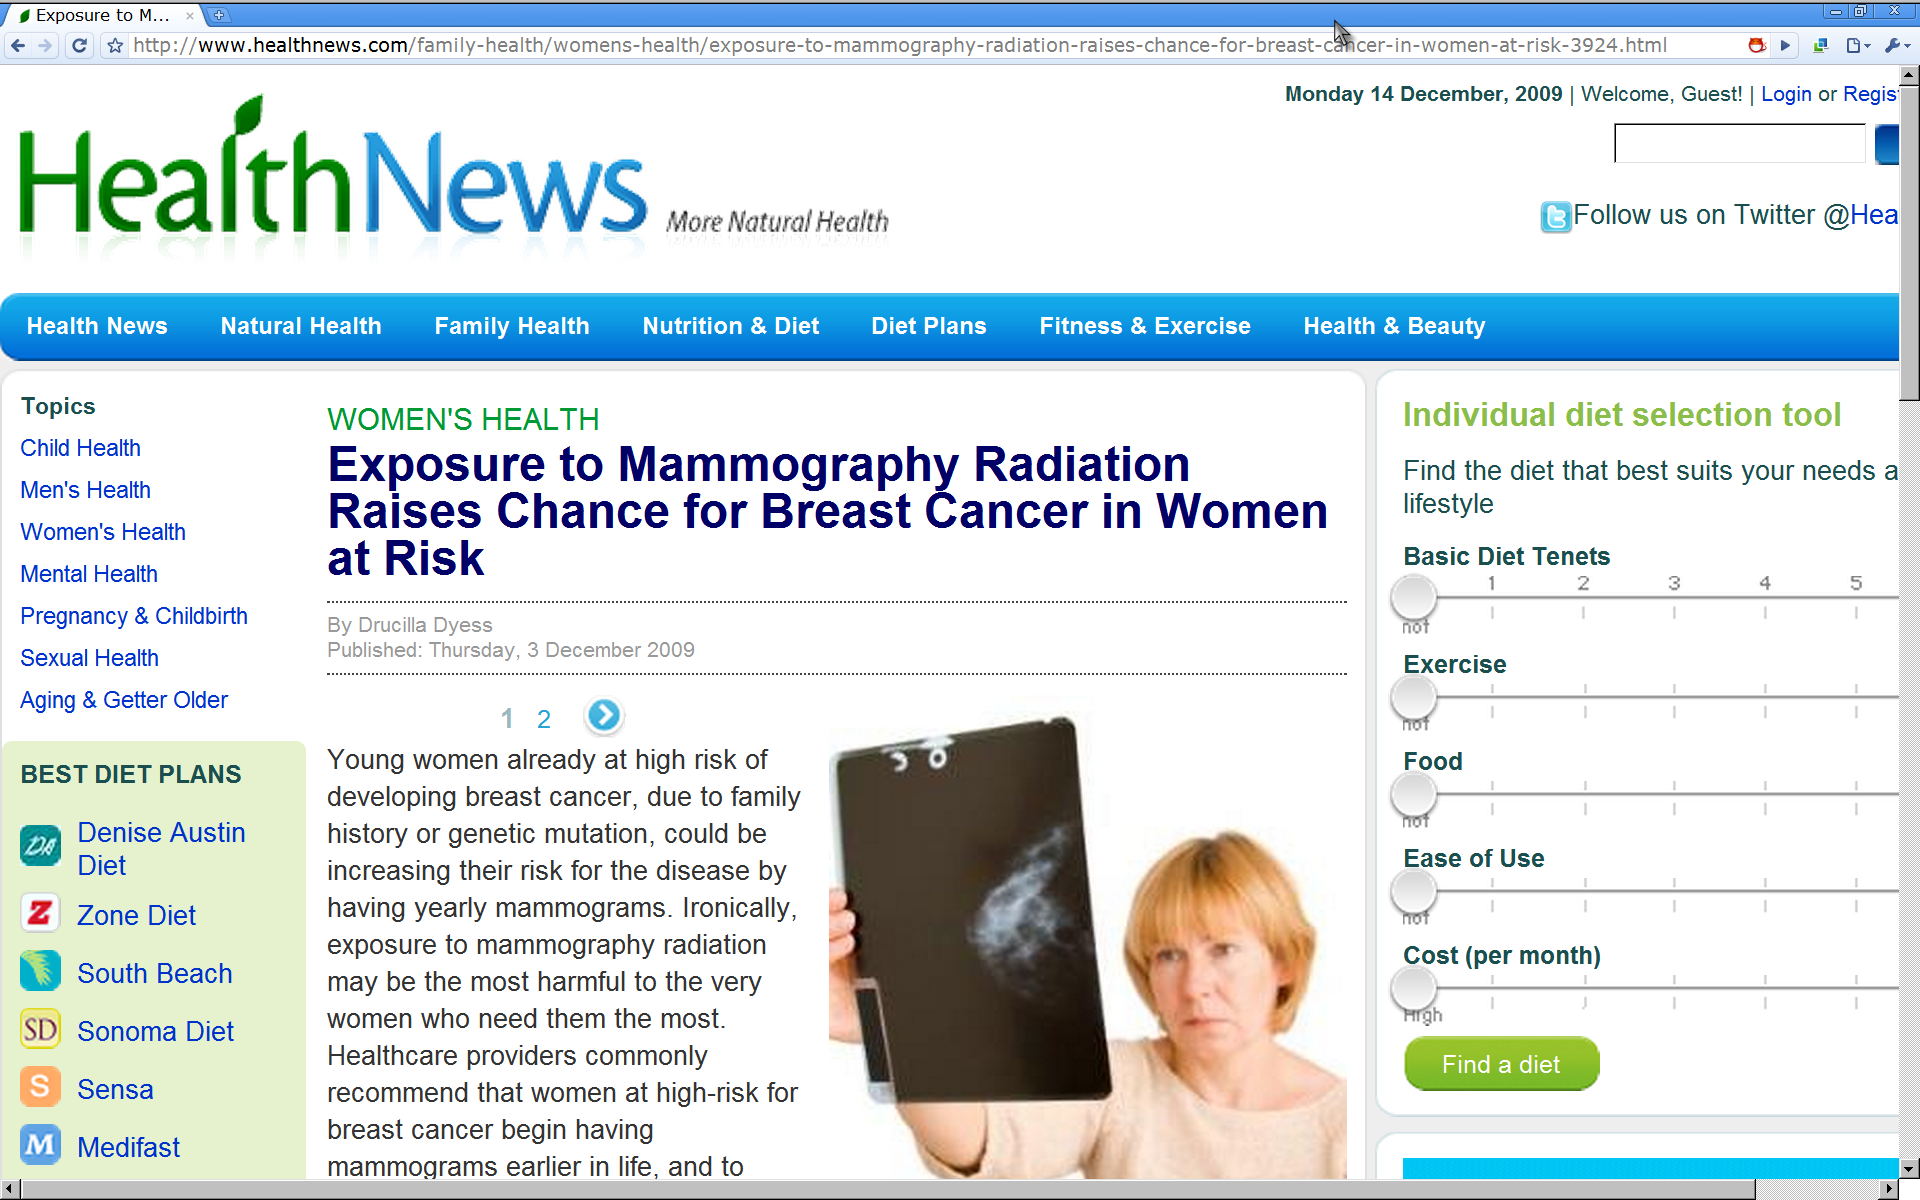 Exposure to M...
http://www.healthnews.com/family-health/womens-health/exposure-to-mammography-radiation-raises-chance-for-breast-cancer-in-women-at-risk-3924.html
Monday 14 December, 2009 | Welcome, Guest! | Login or Regis
HealthNews More Natural Health
Follow us on Twitter @Hea
Health News Natural Health Family Health Nutrition & Diet Diet Plans Fitness & Exercise Health & Beauty
Topics
Child Health
Men's Health
Women's Health
Mental Health
Pregnancy & Childbirth
Sexual Health
Aging & Getter Older
BEST DIET PLANS
DA
Denise Austin
Diet
Z Zone Diet
South Beach
SD Sonoma Diet
S Sensa
M Medifast
WOMEN'S HEALTH
Exposure to Mammography Radiation
Raises Chance for Breast Cancer in Women
at Risk
By Drucilla Dyess
Published: Thursday, 3 December 2009
1 2
Young women already at high risk of
developing breast cancer, due to family
history or genetic mutation, could be
increasing their risk for the disease by
having yearly mammograms. Ironically,
exposure to mammography radiation
may be the most harmful to the very
women who need them the most.
Healthcare providers commonly
recommend that women at high-risk for
breast cancer begin having
mammograms earlier in life, and to
Individual diet selection tool
Find the diet that best suits your needs a
lifestyle
Basic Diet Tenets
1 2 3 4 5
not
Exercise
not
Food
not
Ease of Use
not
Cost (per month)
High
Find a diet